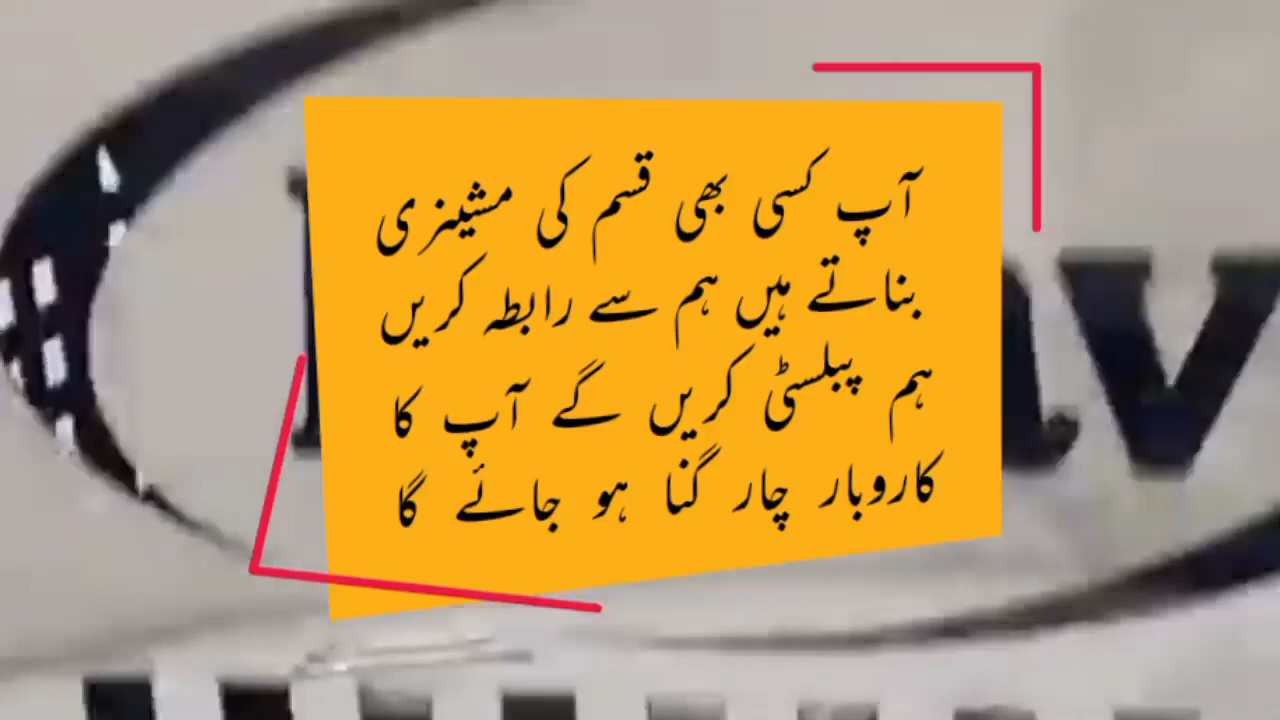 آپ کسی بھی قسم کی مشینزی
بناتے ہیں ہم سے رابطہ کریں
ہم پبلسٹی کریں گے آپ کا
کاروبار چار گنا ہو جائے گا